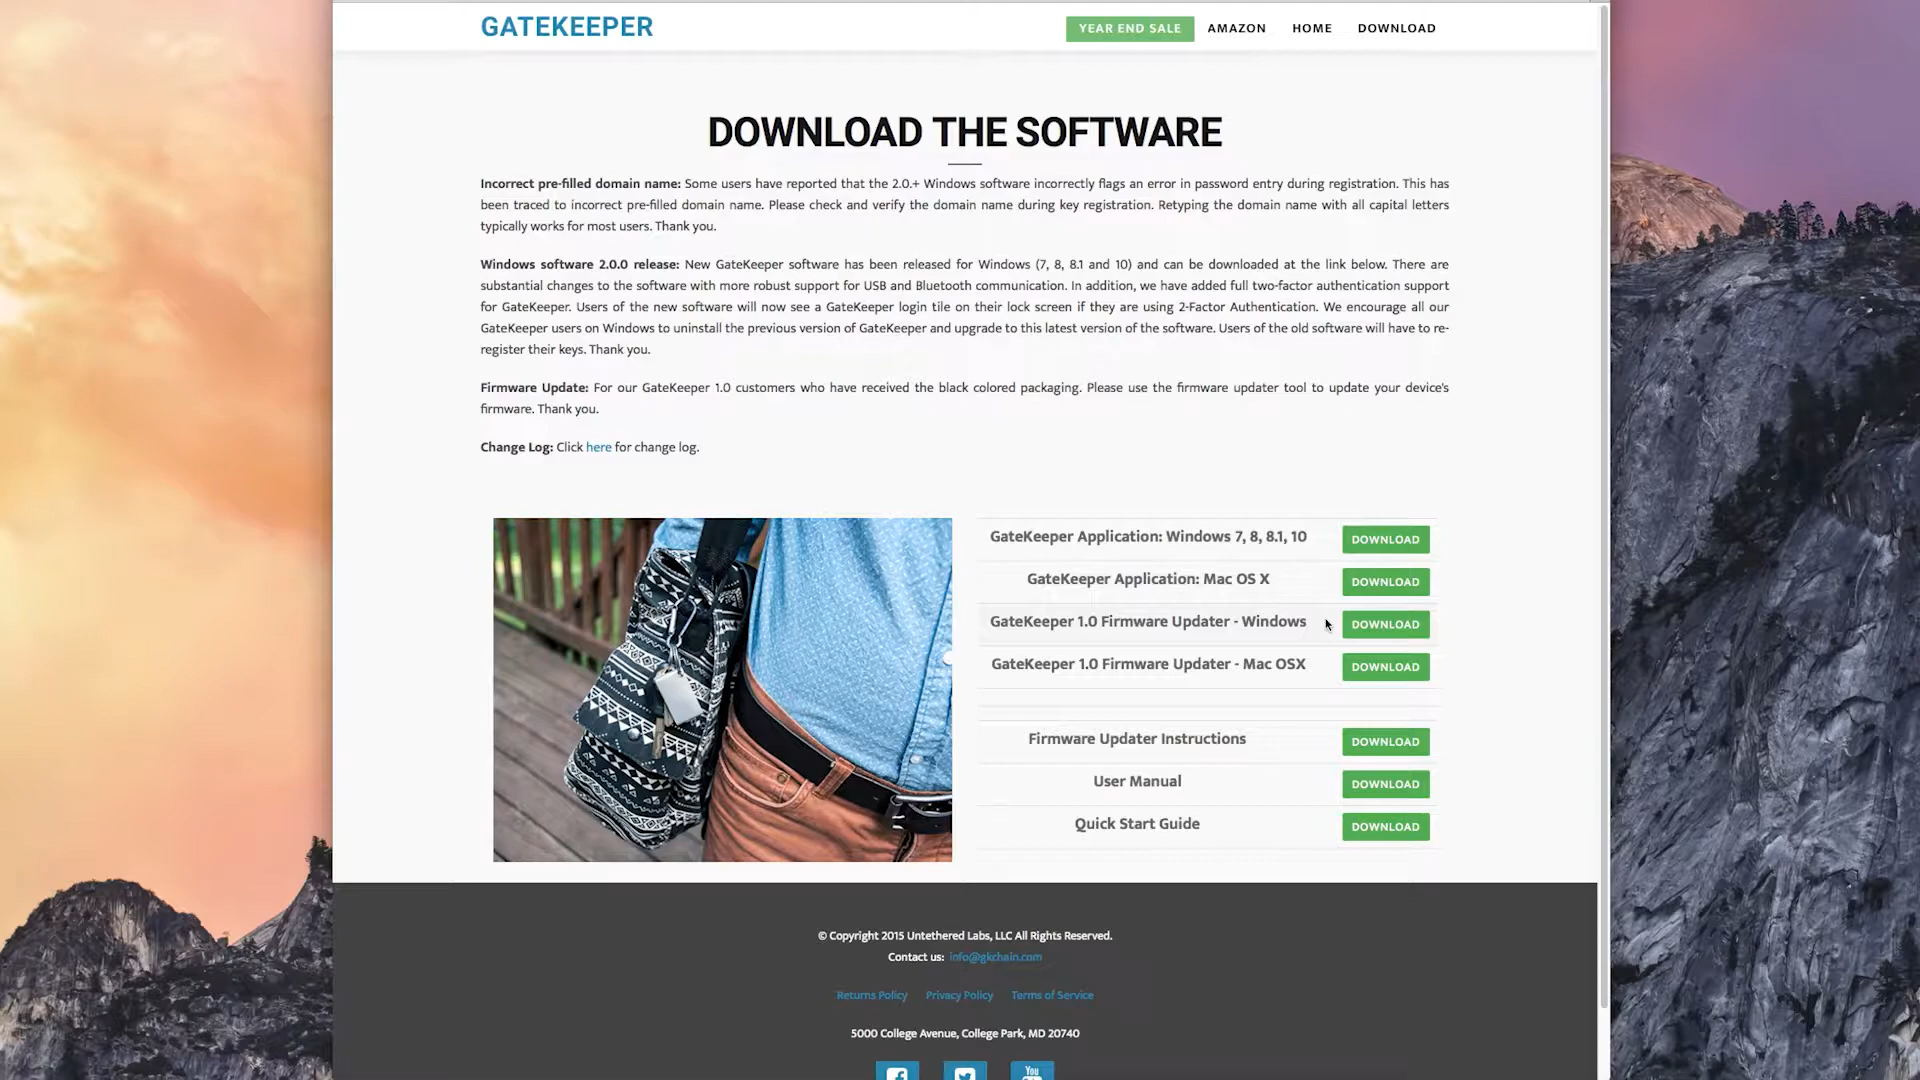 GATEKEEPER
YEAR END SALE AMAZON HOME DOWNLOAD
DOWNLOAD THE SOFTWARE
Incorrect pre-filled domain name: Some users have reported that the 2.0.+ Windows software incorrectly flags an error in password entry during registration. This has
been traced to incorrect pre-filled domain name. Please check and verify the domain name during key registration. Retyping the domain name with all capital letters
typically works for most users. Thank you.
Windows software 2.0.0 release: New GateKeeper software has been released for Windows (7, 8, 8.1 and 10) and can be downloaded at the link below. There are
substantial changes to the software with more robust support for USB and Bluetooth communication. In addition, we have added full two-factor authentication support
for GateKeeper. Users of the new software will now see a GateKeeper login tile on their lock screen if they are using 2-Factor Authentication. We encourage all our
GateKeeper users on Windows to uninstall the previous version of GateKeeper and upgrade to this latest version of the software. Users of the old software will have to re-
register their keys. Thank you.
Firmware Update: For our GateKeeper 1.0 customers who have received the black colored packaging. Please use the firmware updater tool to update your device's
firmware. Thank you.
Change Log: Click here for change log.
GateKeeper Application: Windows 7, 8, 8.1, 10 DOWNLOAD
GateKeeper Application: Mac OS X DOWNLOAD
GateKeeper 1.0 Firmware Updater - Windows DOWNLOAD
GateKeeper 1.0 Firmware Updater - Mac OSX DOWNLOAD
Firmware Updater Instructions DOWNLOAD
User Manual DOWNLOAD
Quick Start Guide DOWNLOAD
© Copyright 2015 Untethered Labs, LLC All Rights Reserved.
Contact us: info@gkchain.com
Returns Policy Privacy Policy Terms of Service
5000 College Avenue, College Park, MD 20740
You